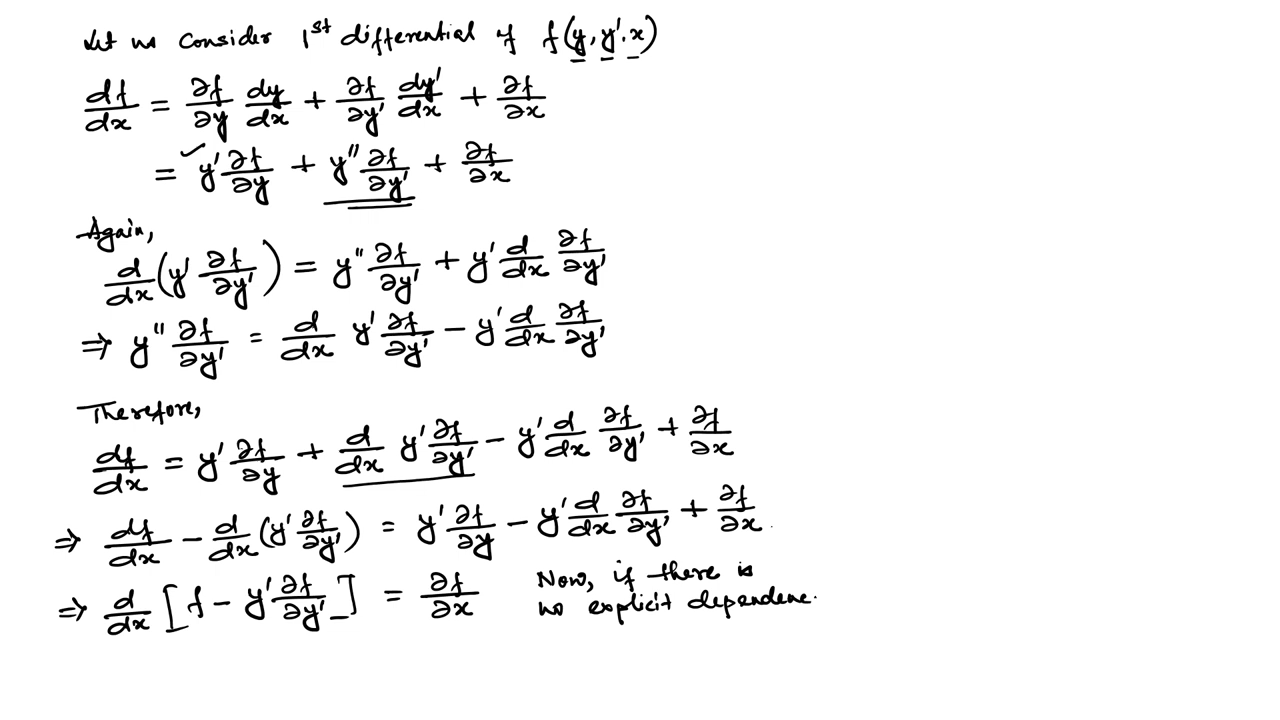 Let us consider 1st differential of f(y, y'. x)
df/dx = ∂f/∂y dy/dx + ∂f/∂y' dy'/dx + ∂f/∂x
= y' ∂f/∂y + y'' ∂f/∂y' + ∂f/∂x
Again,
d/dx (y' ∂f/∂y') = y'' ∂f/∂y' + y' d/dx ∂f/∂y'
⇒ y'' ∂f/∂y' = d/dx y' ∂f/∂y' − y' d/dx ∂f/∂y'
Therefore,
df/dx = y' ∂f/∂y + d/dx y' ∂f/∂y' − y' d/dx ∂f/∂y' + ∂f/∂x
⇒ df/dx − d/dx (y' ∂f/∂y') = y' ∂f/∂y − y' d/dx ∂f/∂y' + ∂f/∂x.
⇒ d/dx [f − y' ∂f/∂y'] = ∂f/∂x
Now, if there is
no explicit dependene.